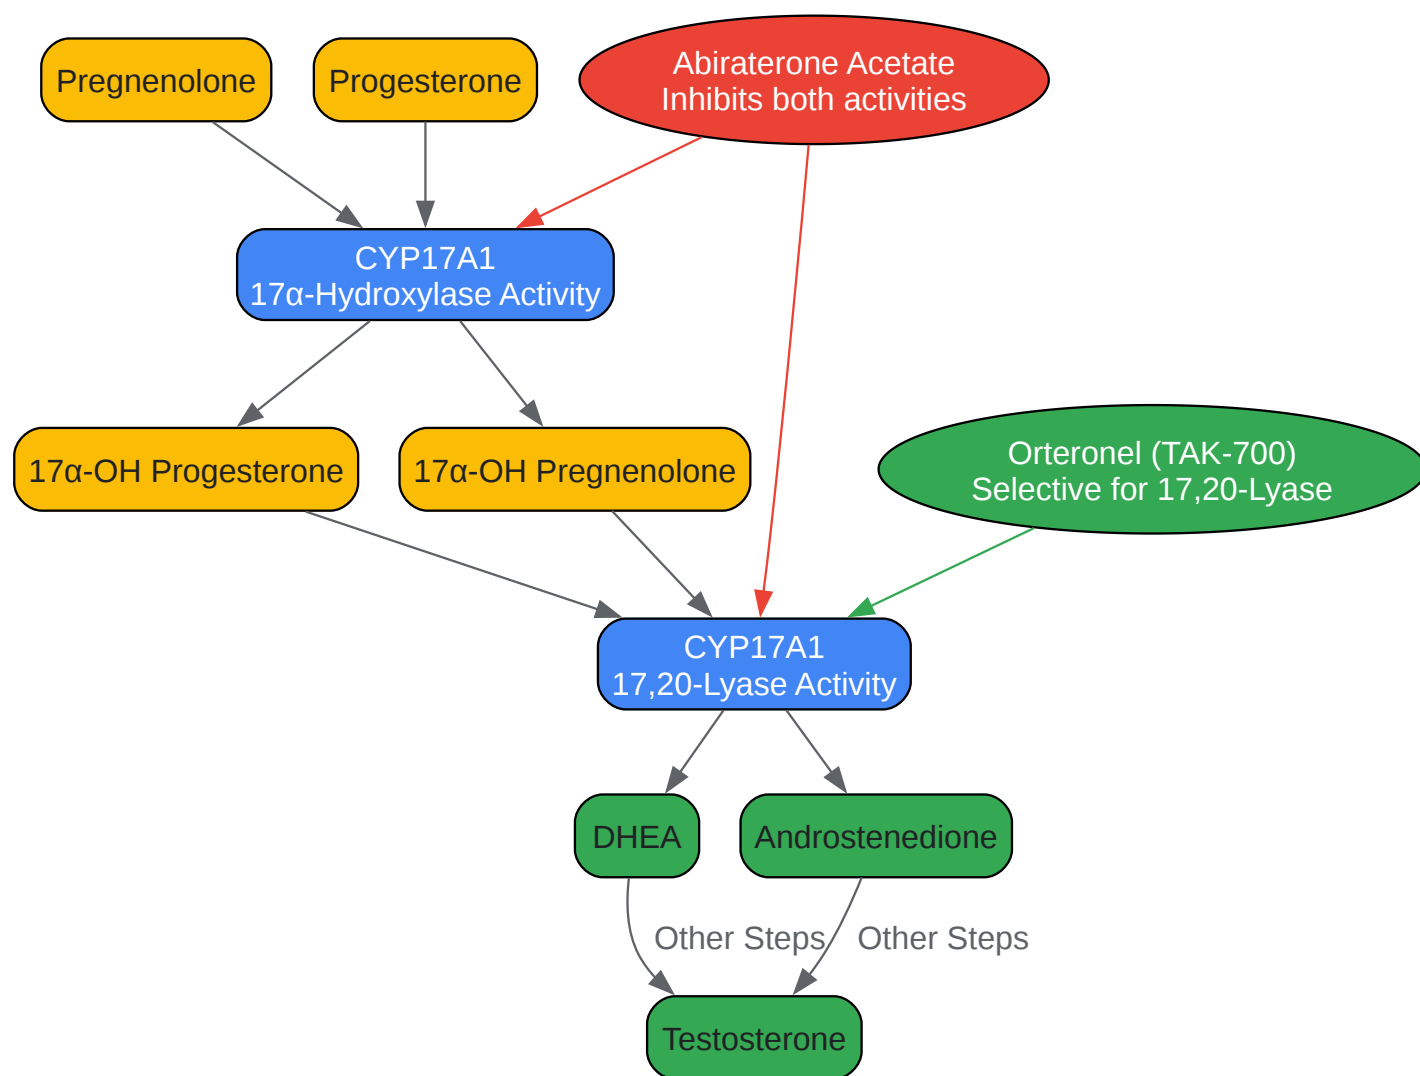 Pregnenolone
Progesterone
Abiraterone Acetate
Inhibits both activities
CYP17A1
17α-Hydroxylase Activity
17α-OH Progesterone
17α-OH Pregnenolone
Orteronel (TAK-700)
Selective for 17,20-Lyase
CYP17A1
17,20-Lyase Activity
DHEA
Androstenedione
Other Steps
Other Steps
Testosterone